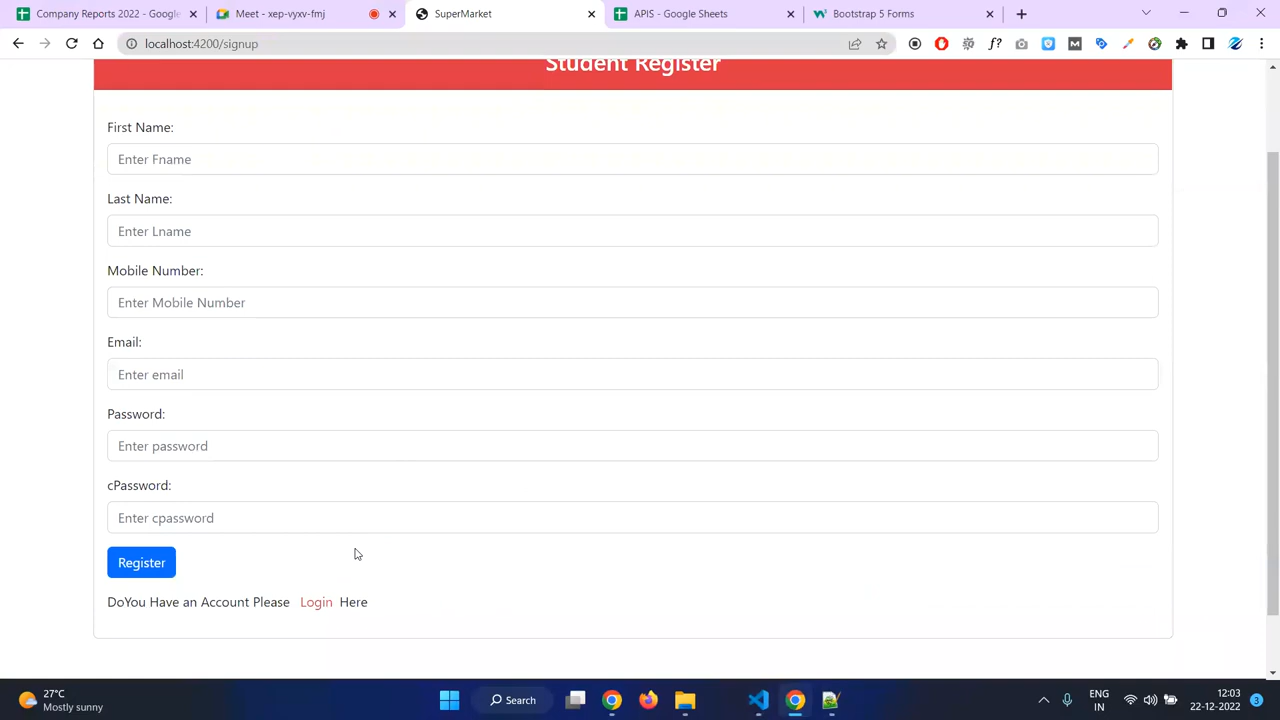 Company Reports 2022 - Google
Meet - xep-vyxv-fmj
SuperMarket
APIS - Google Sheets
Bootstrap 5 Forms
localhost:4200/signup
Student Register
First Name:
Enter Fname
Last Name:
Enter Lname
Mobile Number:
Enter Mobile Number
Email:
Enter email
Password:
Enter password
cPassword:
Enter cpassword
Register
DoYou Have an Account Please Login Here
27°C
Mostly sunny
Search
ENG
IN
12:03
22-12-2022
3